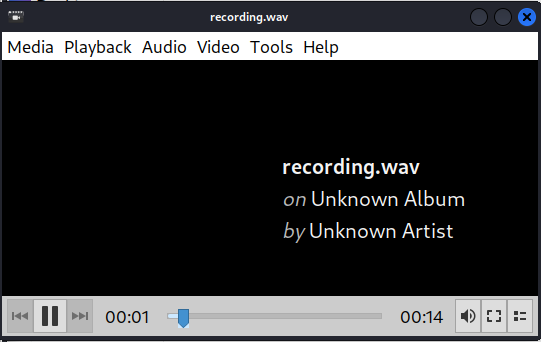 recording.wav
Media Playback Audio Video Tools Help
recording.wav
on Unknown Album
by Unknown Artist
00:01 00:14